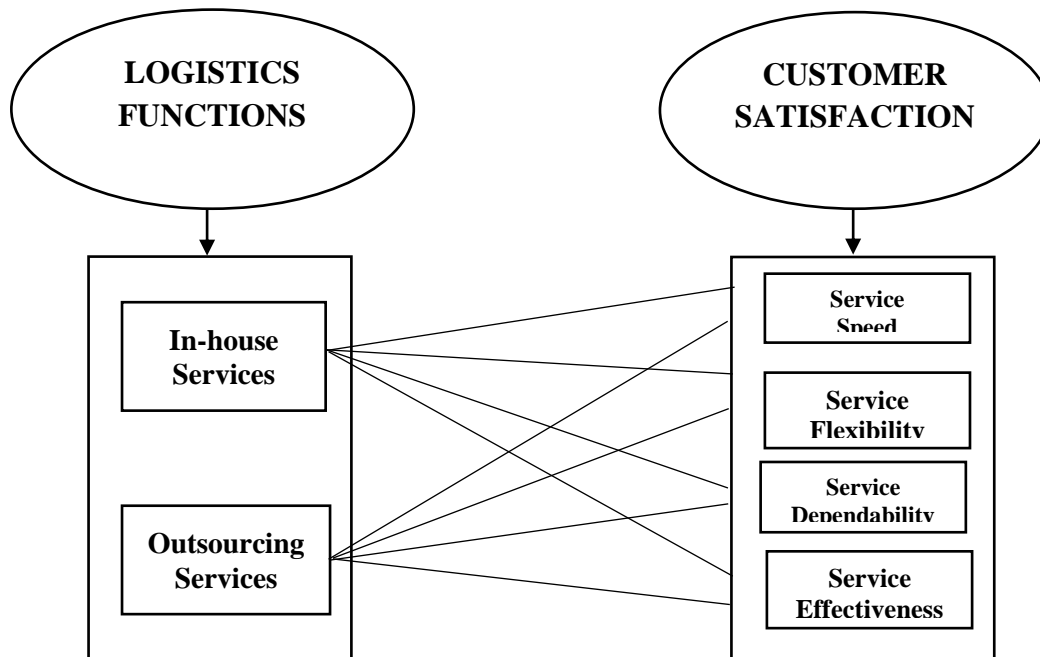 LOGISTICS
FUNCTIONS
CUSTOMER
SATISFACTION
In-house
Services
Outsourcing
Services
Service
Speed
Service
Flexibility
Service
Dependability
Service
Effectiveness